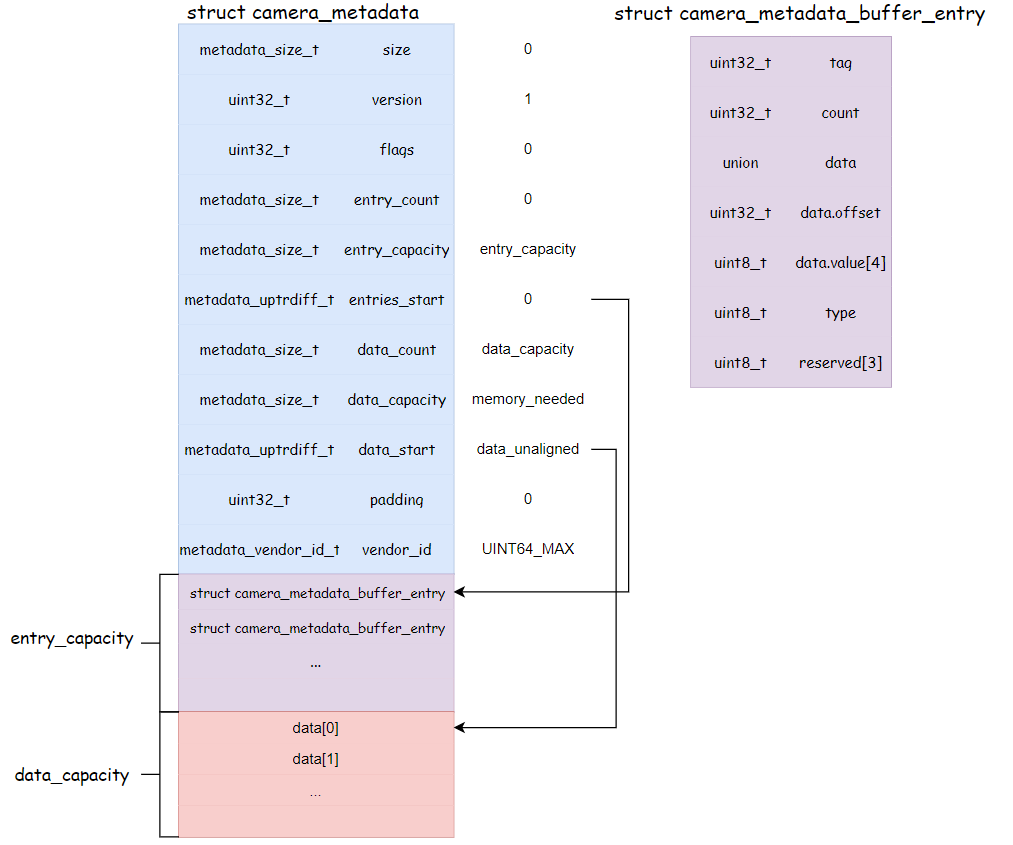 struct camera_metadata
struct camera_metadata_buffer_entry
metadata_size_t size 0
uint32_t version 1
uint32_t flags 0
metadata_size_t entry_count 0
metadata_size_t entry_capacity entry_capacity
metadata_uptrdiff_t entries_start 0
metadata_size_t data_count data_capacity
metadata_size_t data_capacity memory_needed
metadata_uptrdiff_t data_start data_unaligned
uint32_t padding 0
metadata_vendor_id_t vendor_id UINT64_MAX
struct camera_metadata_buffer_entry
struct camera_metadata_buffer_entry
...
entry_capacity
data[0]
data[1]
...
data_capacity
uint32_t tag
uint32_t count
union data
uint32_t data.offset
uint8_t data.value[4]
uint8_t type
uint8_t reserved[3]